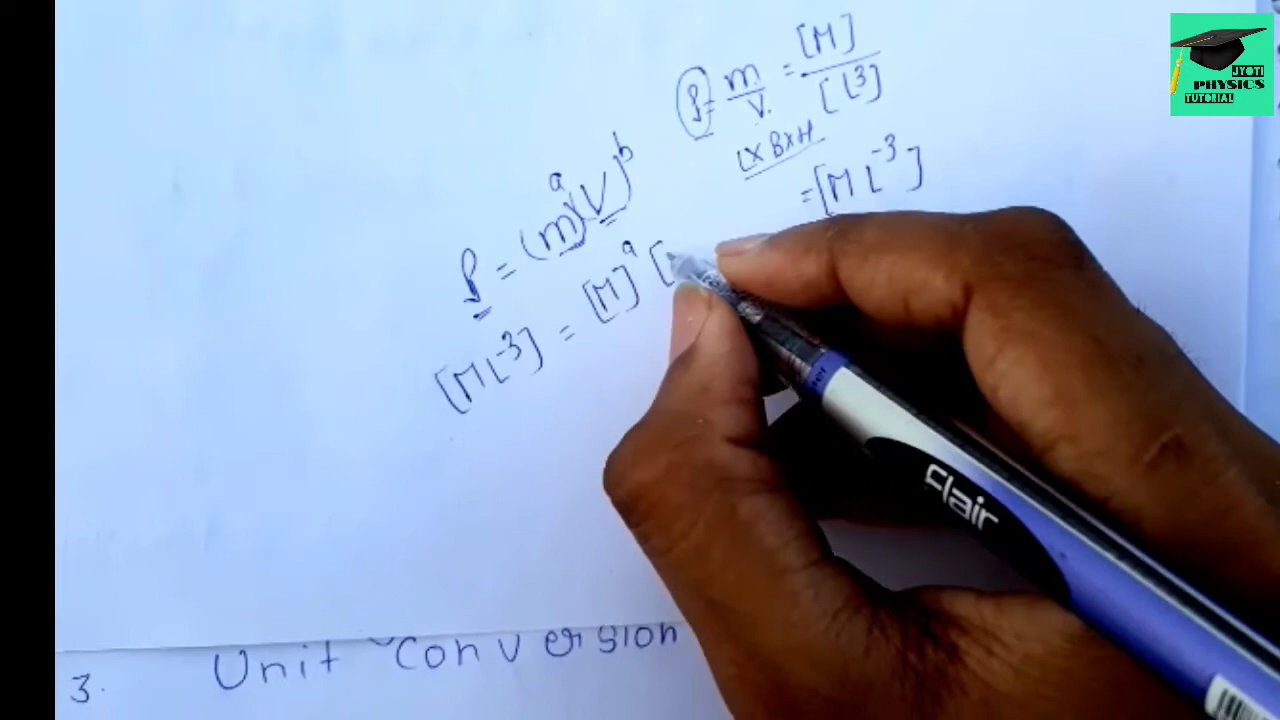 ρ = m/V = [M]/[L³]
L×B×H
= [M L⁻³]
ρ = (m)ᵃ(V)ᵇ
[M L⁻³] = [M]ᵃ [
3. Unit Conversion
flair
JYOTI
PHYSICS
TUTORIAL